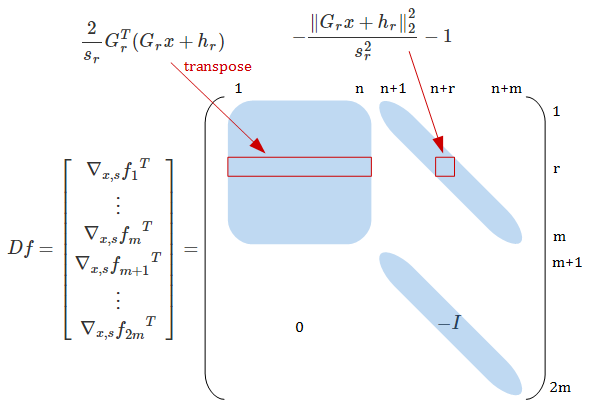 \frac{2}{s_r} G_r^T (G_r x + h_r)
-\frac{\|G_r x + h_r\|_2^2}{s_r^2} - 1
transpose
1 n n+1 n+r n+m
1
r
m
m+1
2m
Df = \begin{bmatrix} \nabla_{x,s} {f_1}^T \\ \vdots \\ \nabla_{x,s} {f_m}^T \\ \nabla_{x,s} {f_{m+1}}^T \\ \vdots \\ \nabla_{x,s} {f_{2m}}^T \end{bmatrix} =
0
-I